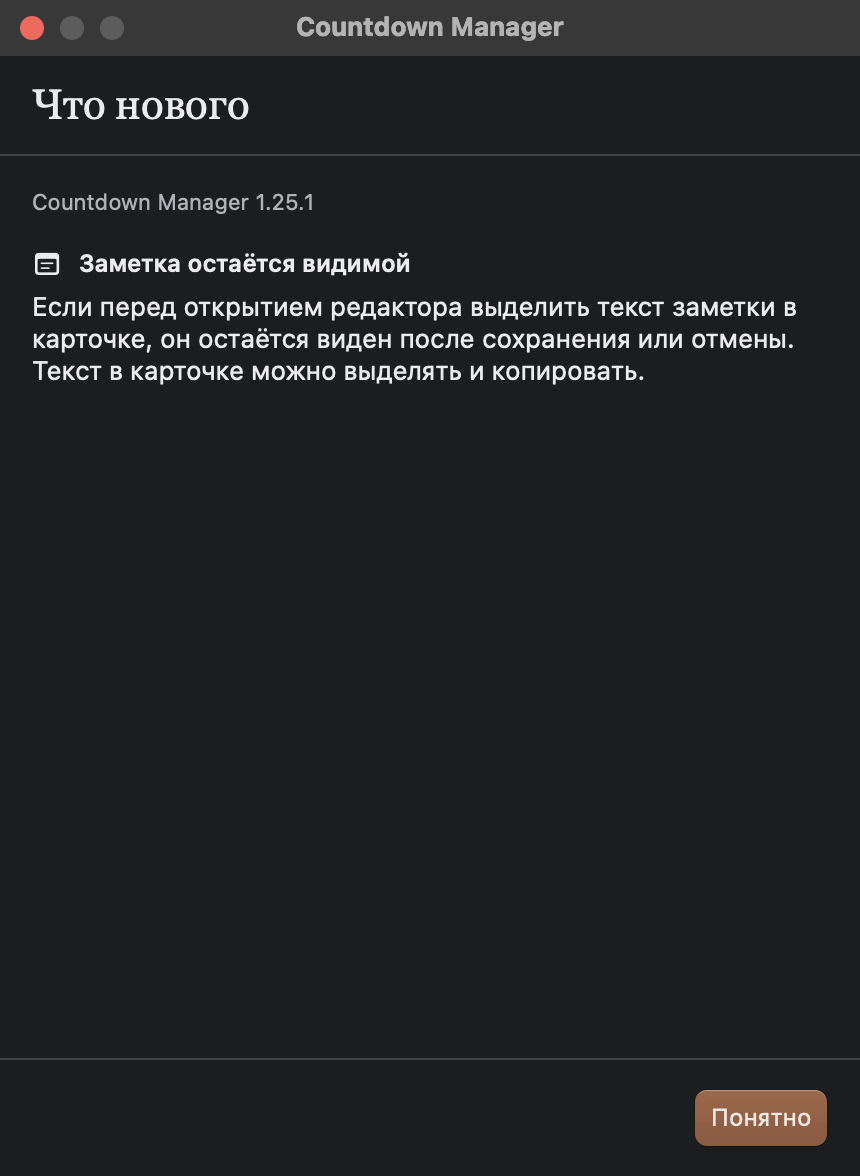 Countdown Manager
Что нового
Countdown Manager 1.25.1
Заметка остаётся видимой
Если перед открытием редактора выделить текст заметки в
карточке, он остаётся виден после сохранения или отмены.
Текст в карточке можно выделять и копировать.
Понятно